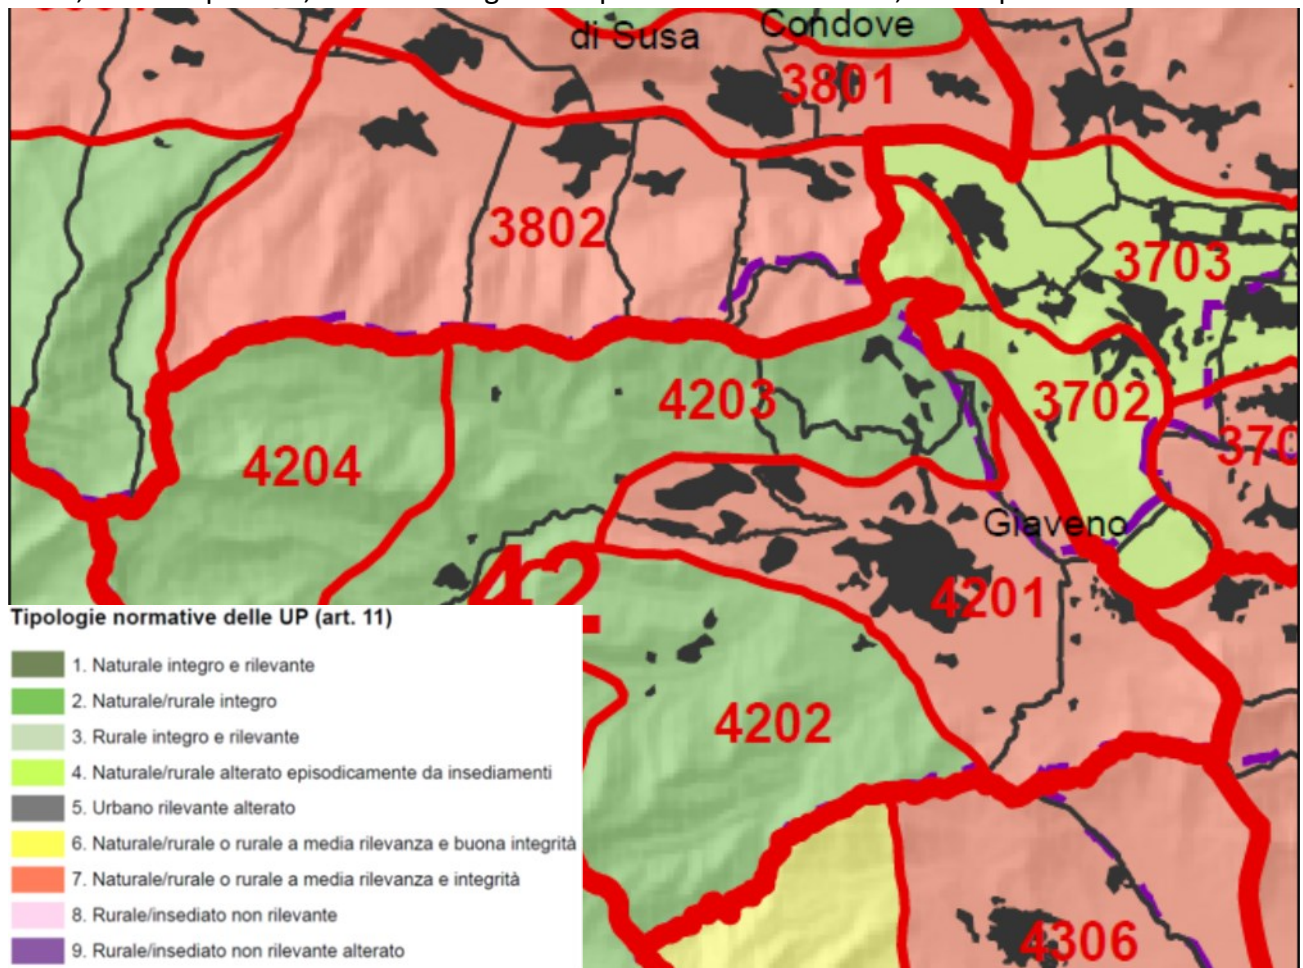 di Susa
Condove
3801
3802
3703
4203
3702
4204
370
Giaveno
42
4201
Tipologie normative delle UP (art. 11)
1. Naturale integro e rilevante
2. Naturale/rurale integro
3. Rurale integro e rilevante
4202
4. Naturale/rurale alterato episodicamente da insediamenti
5. Urbano rilevante alterato
6. Naturale/rurale o rurale a media rilevanza e buona integrità
7. Naturale/rurale o rurale a media rilevanza e integrità
8. Rurale/insediato non rilevante
9. Rurale/insediato non rilevante alterato
4306